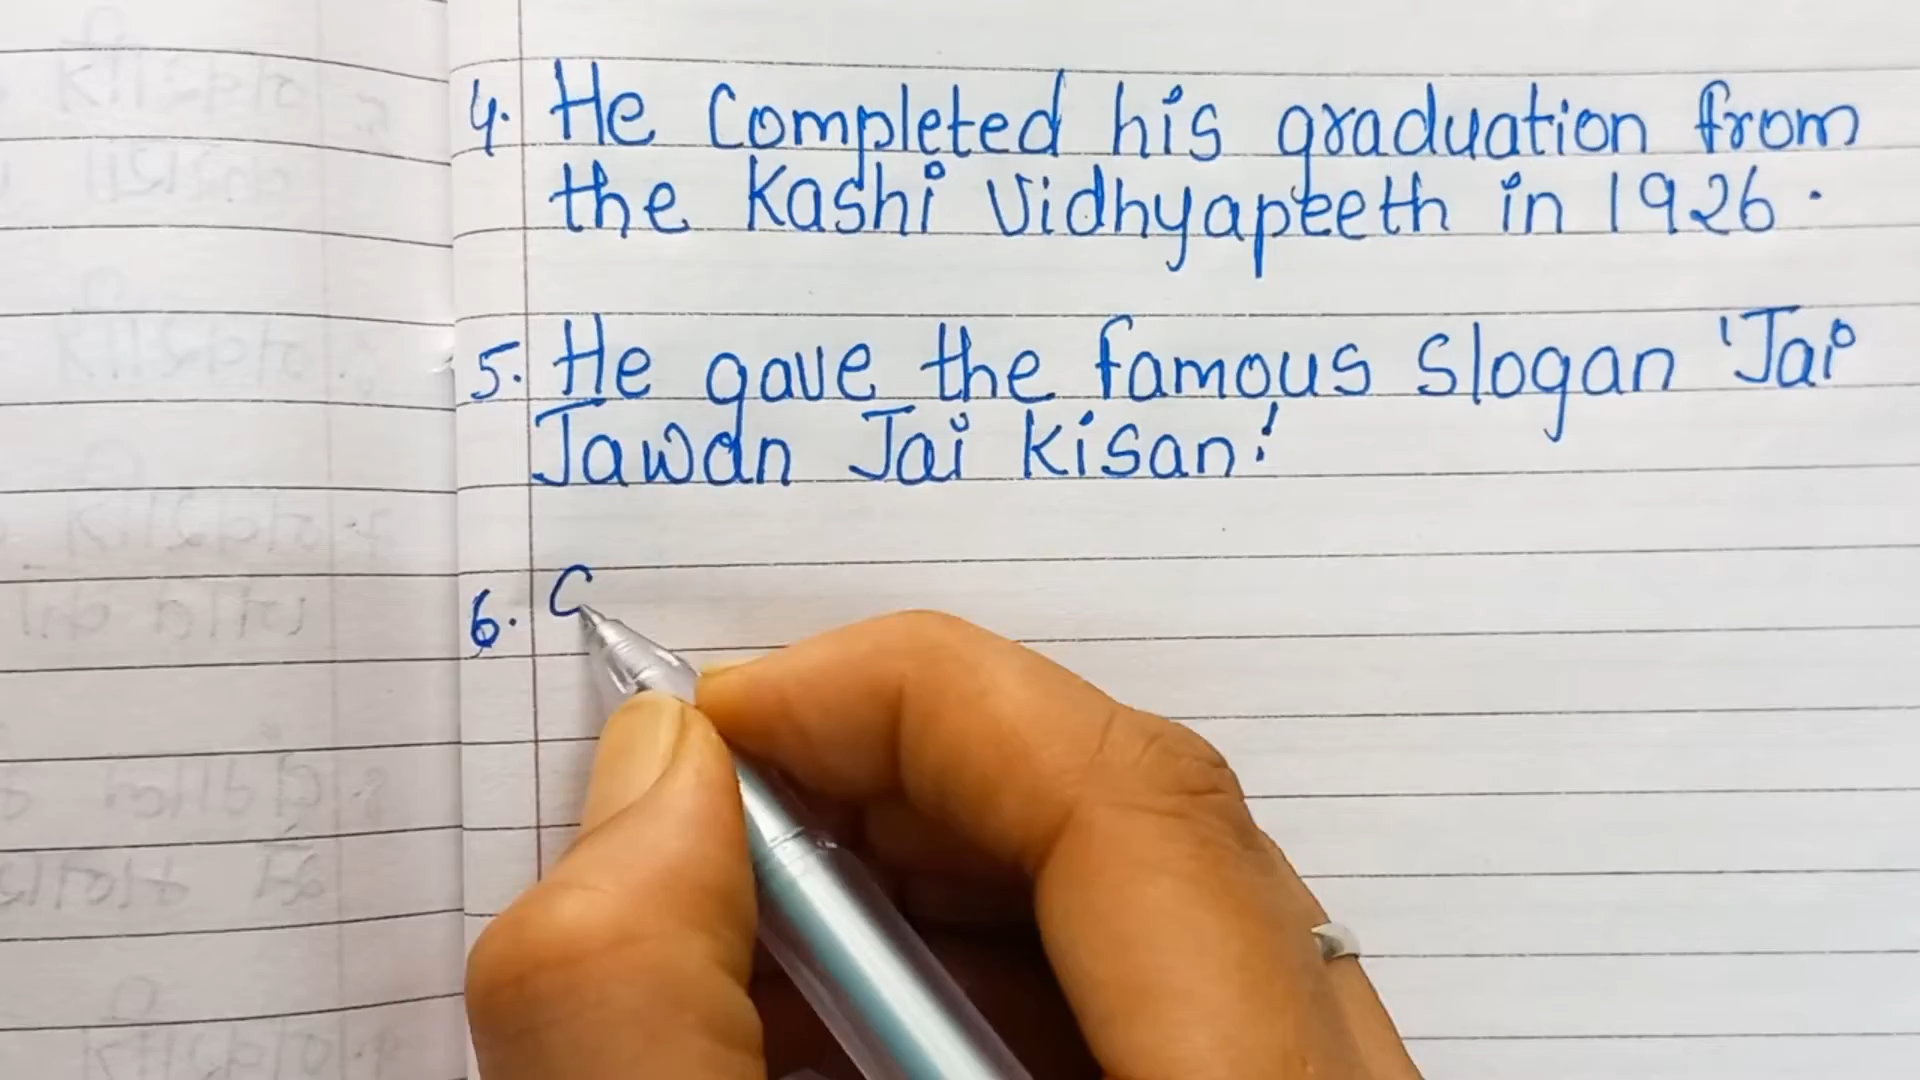 4. He completed his graduation from
the Kashi Vidhyapeeth in 1926.
5. He gave the famous slogan 'Jai
Jawan Jai Kisan!
6. C